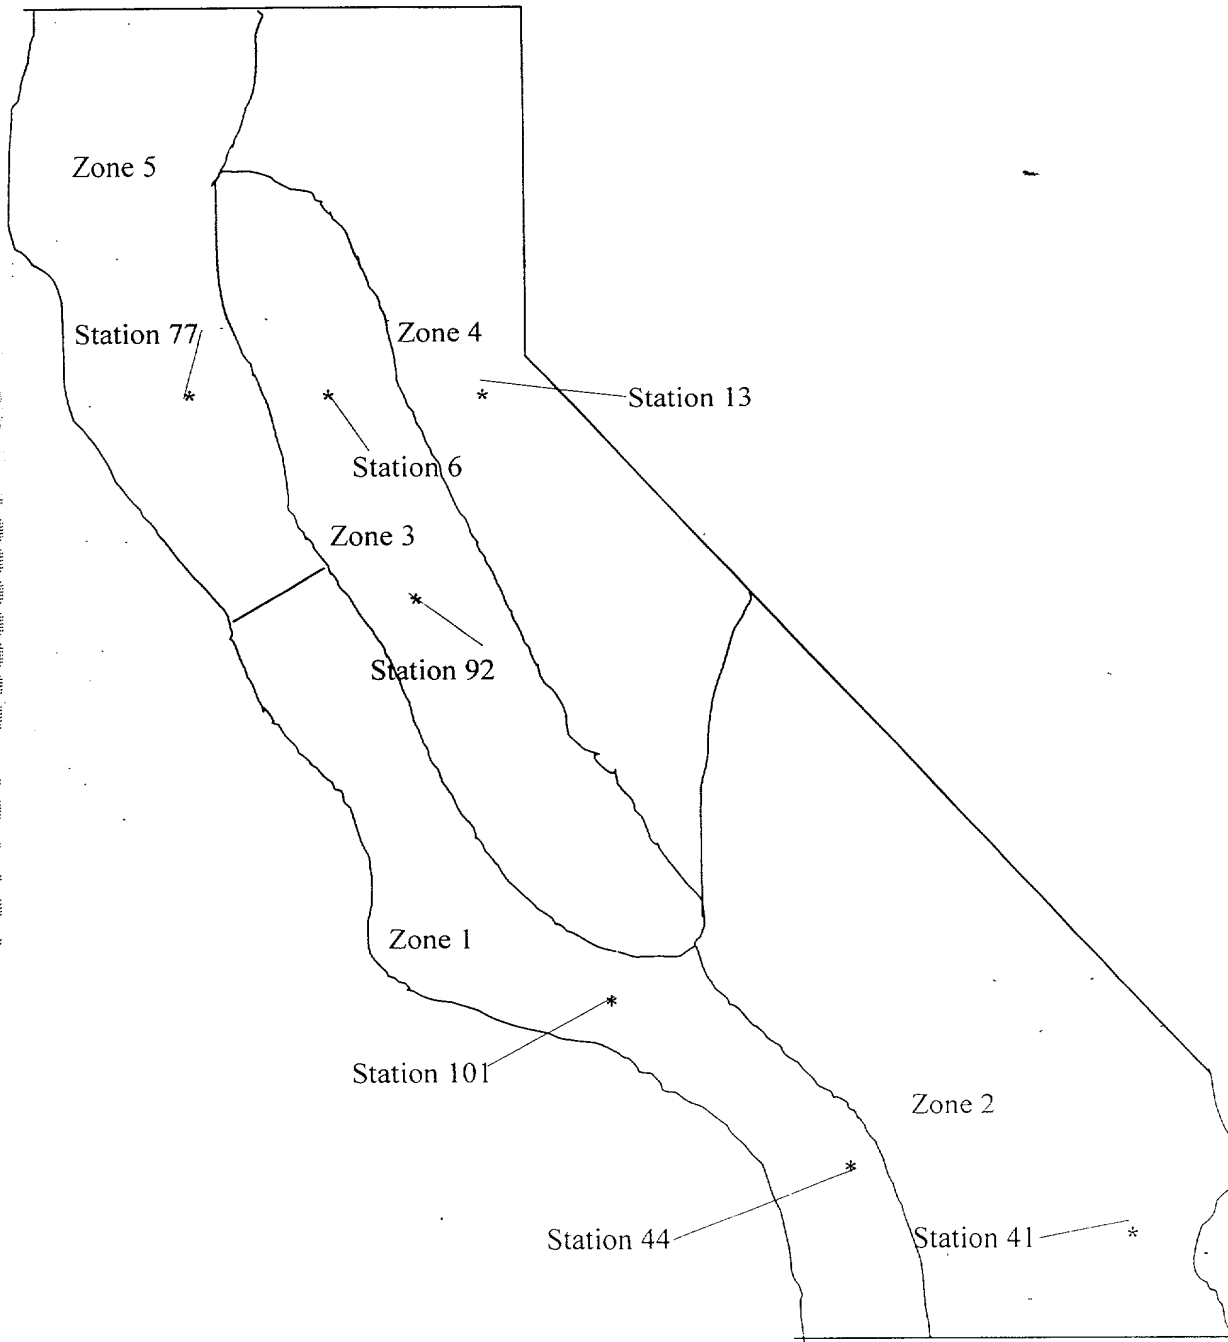 Zone 5
Station 77
Zone 4
Station 13
Station 6
Zone 3
Station 92
Zone 1
Station 101
Zone 2
Station 44
Station 41